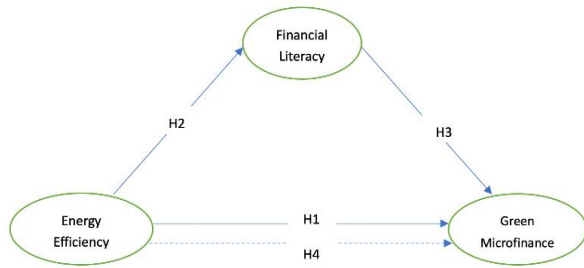 Financial
Literacy
H2
H3
Energy
Efficiency
H1
H4
Green
Microfinance